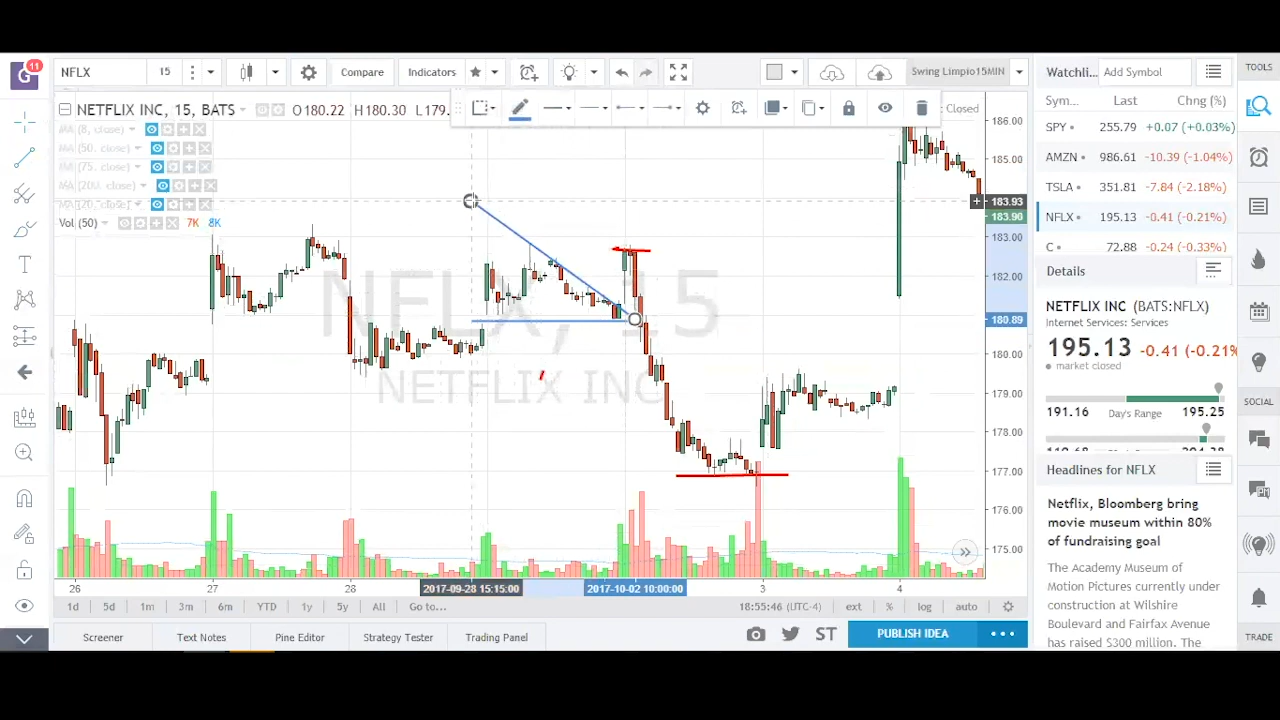 G 11 NFLX 15 Compare Indicators Swing Limpio15MIN Watchli... Add Symbol TOOLS
NETFLIX INC, 15, BATS O180.22 H180.30 L179. Closed
MA (8, close)
MA (50, close)
MA (20, close)
Vol (50) 7K 8K
NFLX, 15
NETFLIX INC
186.00
185.00
183.93
183.90
183.00
182.00
180.89
180.00
179.00
178.00
177.00
176.00
175.00
26 27 28 2017-09-28 15:15:00 2017-10-02 10:00:00 3 4
1d 5d 1m 3m 6m YTD 1y 5y All Go to... 18:55:46 (UTC-4) ext % log auto
Screener Text Notes Pine Editor Strategy Tester Trading Panel ST PUBLISH IDEA
Sym... Last Chng (%)
SPY 255.79 +0.07 (+0.03%)
AMZN 986.61 -10.39 (-1.04%)
TSLA 351.81 -7.84 (-2.18%)
NFLX 195.13 -0.41 (-0.21%)
C 72.88 -0.24 (-0.33%)
Details
NETFLIX INC (BATS:NFLX)
Internet Services: Services
195.13 -0.41 (-0.21%
market closed
191.16 Day's Range 195.25
Headlines for NFLX
Netflix, Bloomberg bring
movie museum within 80%
of fundraising goal
The Academy Museum of
Motion Pictures currently under
construction at Wilshire
Boulevard and Fairfax Avenue
has raised $300 million. The
SOCIAL
TRADE